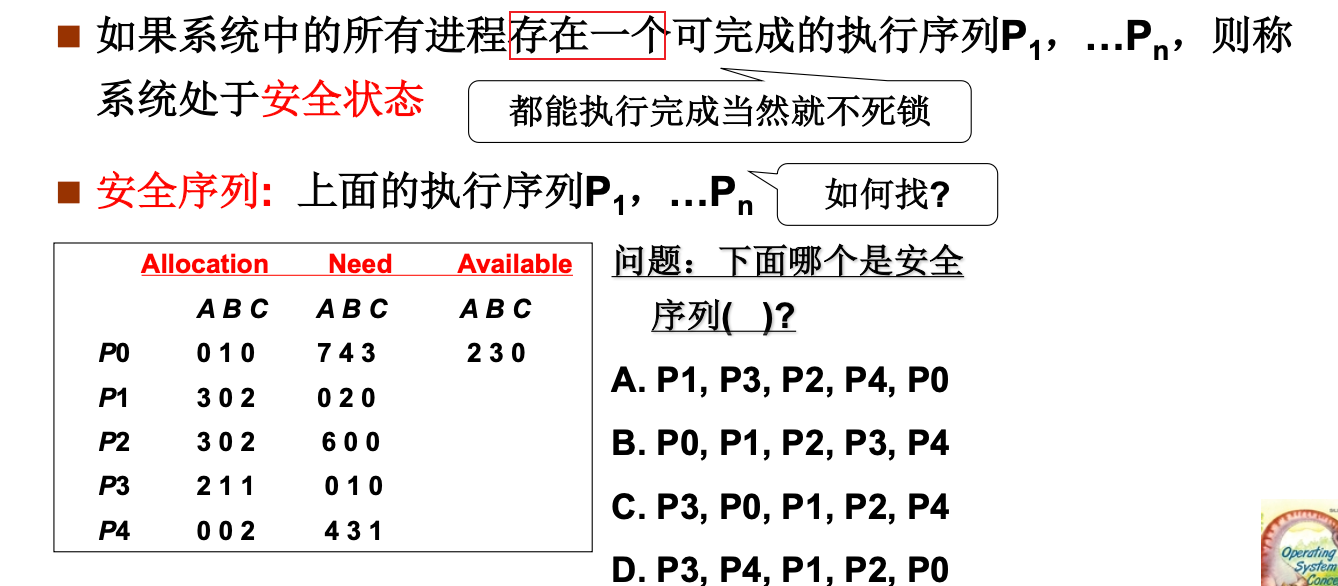 ■ 如果系统中的所有进程存在一个可完成的执行序列P1，…Pn，则称
系统处于安全状态
都能执行完成当然就不死锁
■ 安全序列: 上面的执行序列P1，…Pn
如何找?
Allocation Need Available
A B C A B C A B C
P0 0 1 0 7 4 3 2 3 0
P1 3 0 2 0 2 0
P2 3 0 2 6 0 0
P3 2 1 1 0 1 0
P4 0 0 2 4 3 1
问题：下面哪个是安全
序列( )?
A. P1, P3, P2, P4, P0
B. P0, P1, P2, P3, P4
C. P3, P0, P1, P2, P4
D. P3, P4, P1, P2, P0
Operating
System